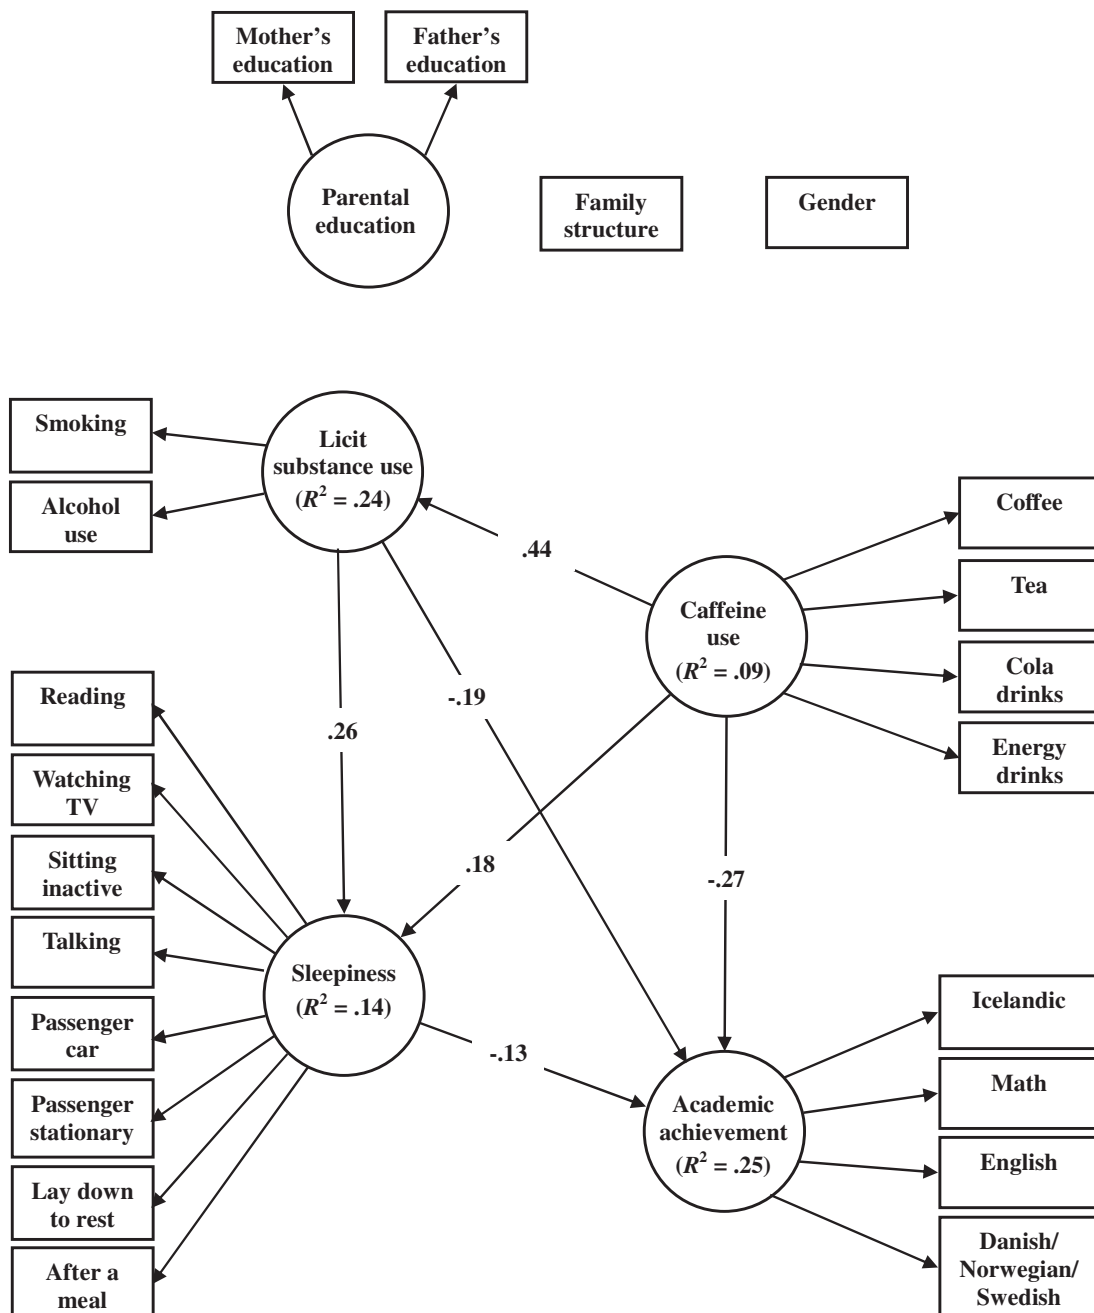 Mother's
education
Father's
education
Parental
education
Family
structure
Gender
Smoking
Alcohol
use
Licit
substance use
(R² = .24)
.44
Caffeine
use
(R² = .09)
Coffee
Tea
Cola
drinks
Energy
drinks
.26
-.19
.18
-.27
Reading
Watching
TV
Sitting
inactive
Talking
Passenger
car
Passenger
stationary
Lay down
to rest
After a
meal
Sleepiness
(R² = .14)
-.13
Academic
achievement
(R² = .25)
Icelandic
Math
English
Danish/
Norwegian/
Swedish